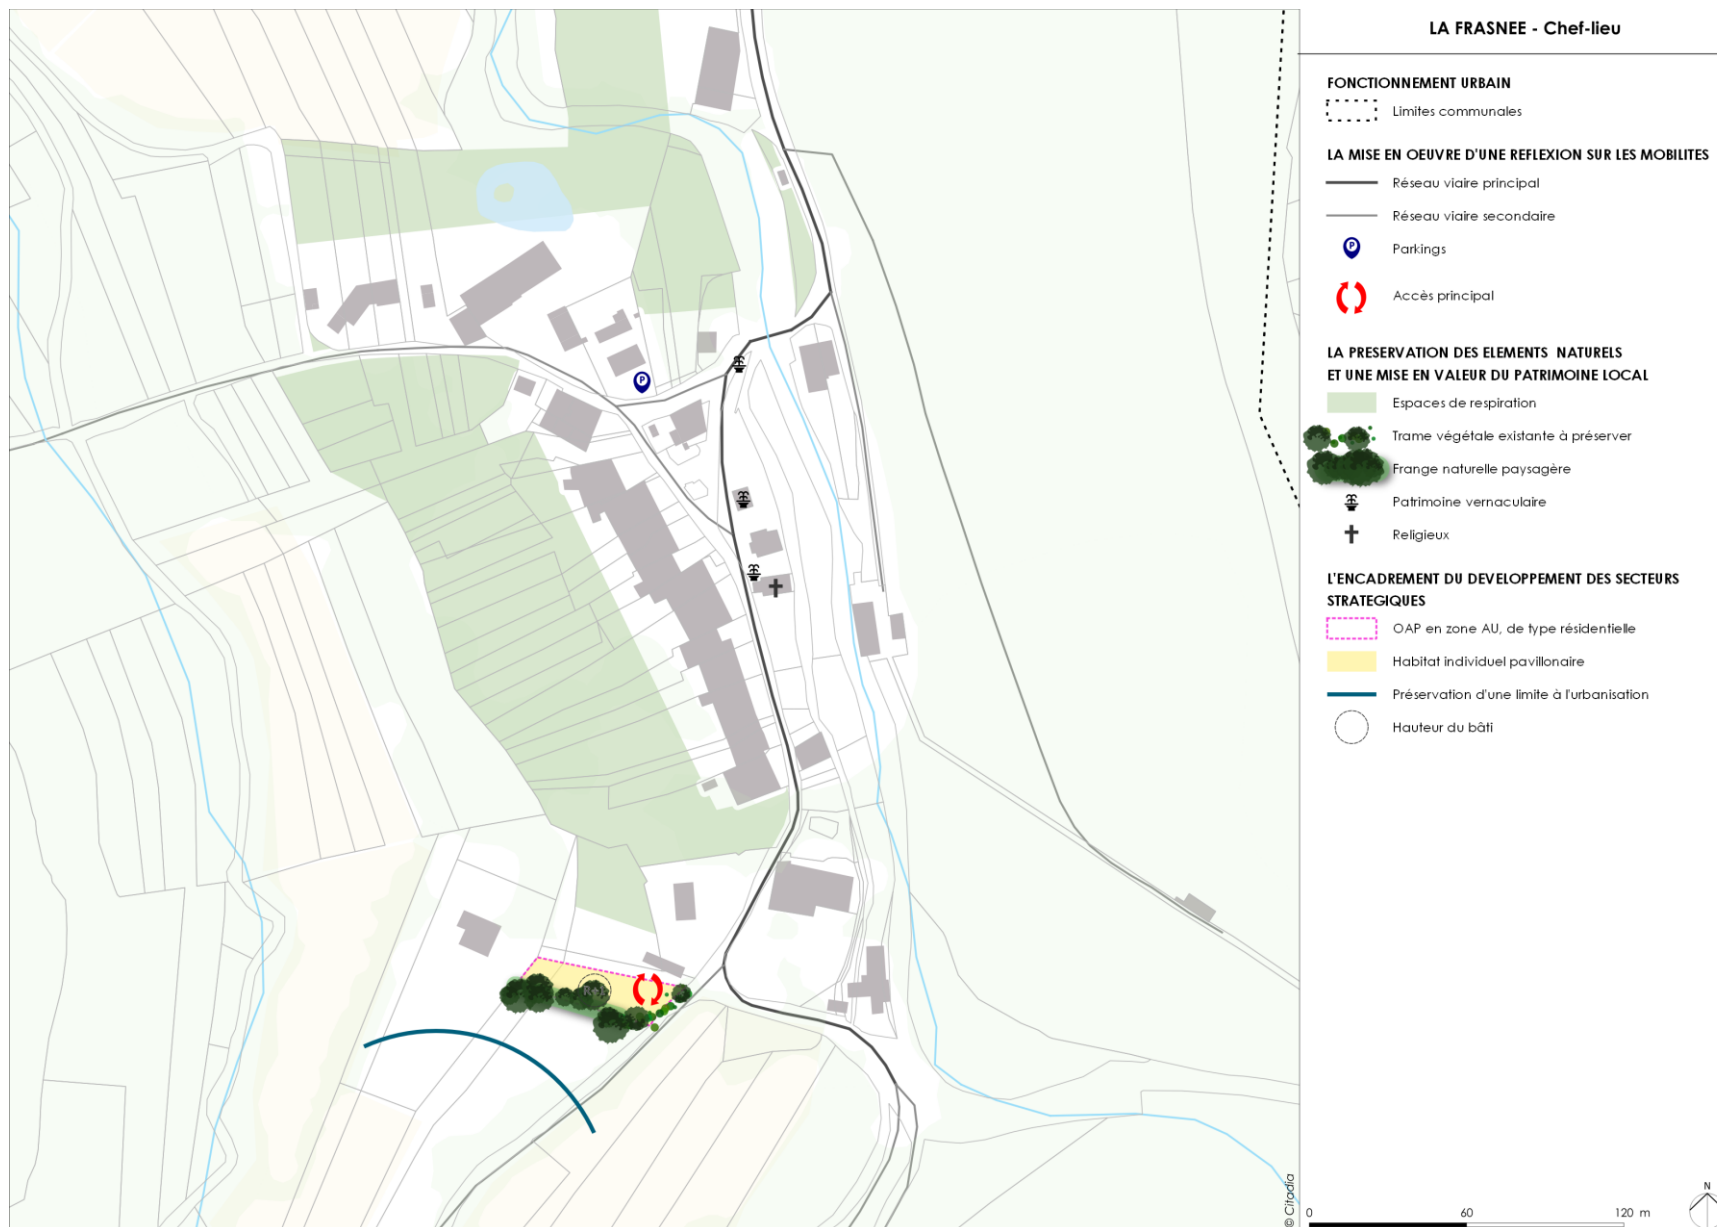 LA FRASNEE - Chef-lieu
FONCTIONNEMENT URBAIN
Limites communales
LA MISE EN OEUVRE D'UNE REFLEXION SUR LES MOBILITES
Réseau viaire principal
Réseau viaire secondaire
P
Parkings
Accès principal
LA PRESERVATION DES ELEMENTS NATURELS
ET UNE MISE EN VALEUR DU PATRIMOINE LOCAL
Espaces de respiration
Trame végétale existante à préserver
Frange naturelle paysagère
Patrimoine vernaculaire
Religieux
L'ENCADREMENT DU DEVELOPPEMENT DES SECTEURS
STRATEGIQUES
OAP en zone AU, de type résidentielle
Habitat individuel pavillonaire
Préservation d'une limite à l'urbanisation
Hauteur du bâti
P
© Citadia
N
0 60 120 m